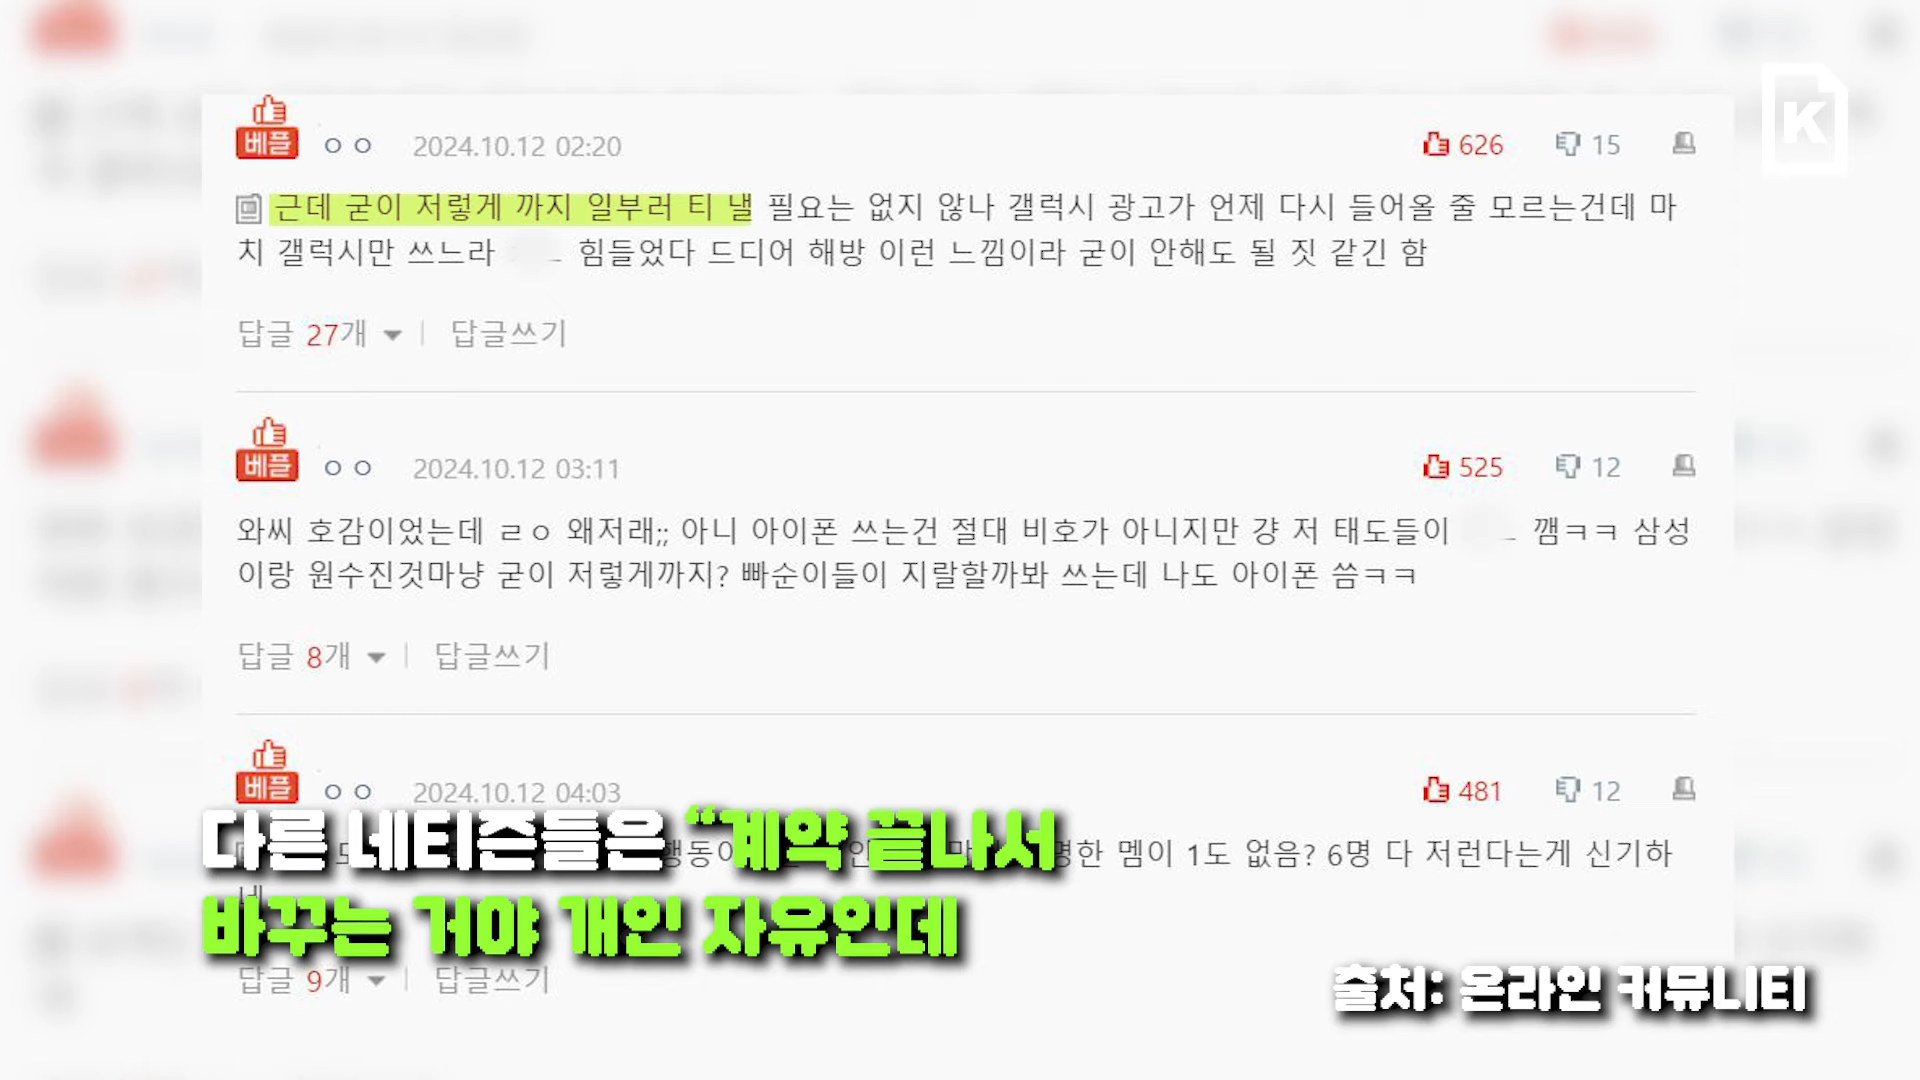 K
베플 ㅇㅇ 2024.10.12 02:20 626 15
근데 굳이 저렇게 까지 일부러 티 낼 필요는 없지 않나 갤럭시 광고가 언제 다시 들어올 줄 모르는건데 마
치 갤럭시만 쓰느라 힘들었다 드디어 해방 이런 느낌이라 굳이 안해도 될 짓 같긴 함
답글 27개 답글쓰기
베플 ㅇㅇ 2024.10.12 03:11 525 12
와씨 호감이었는데 ㄹㅇ 왜저래;; 아니 아이폰 쓰는건 절대 비호가 아니지만 걍 저 태도들이 깸ㅋㅋ 삼성
이랑 원수진것마냥 굳이 저렇게까지? 빠순이들이 지랄할까봐 쓰는데 나도 아이폰 씀ㅋㅋ
답글 8개 답글쓰기
베플 ㅇㅇ 2024.10.12 04:03 481 12
멤이 1도 없음? 6명 다 저런다는게 신기하
네
다른 네티즌들은 “계약 끝나서
바꾸는 거야 개인 자유인데
답글 9개 답글쓰기
출처: 온라인 커뮤니티